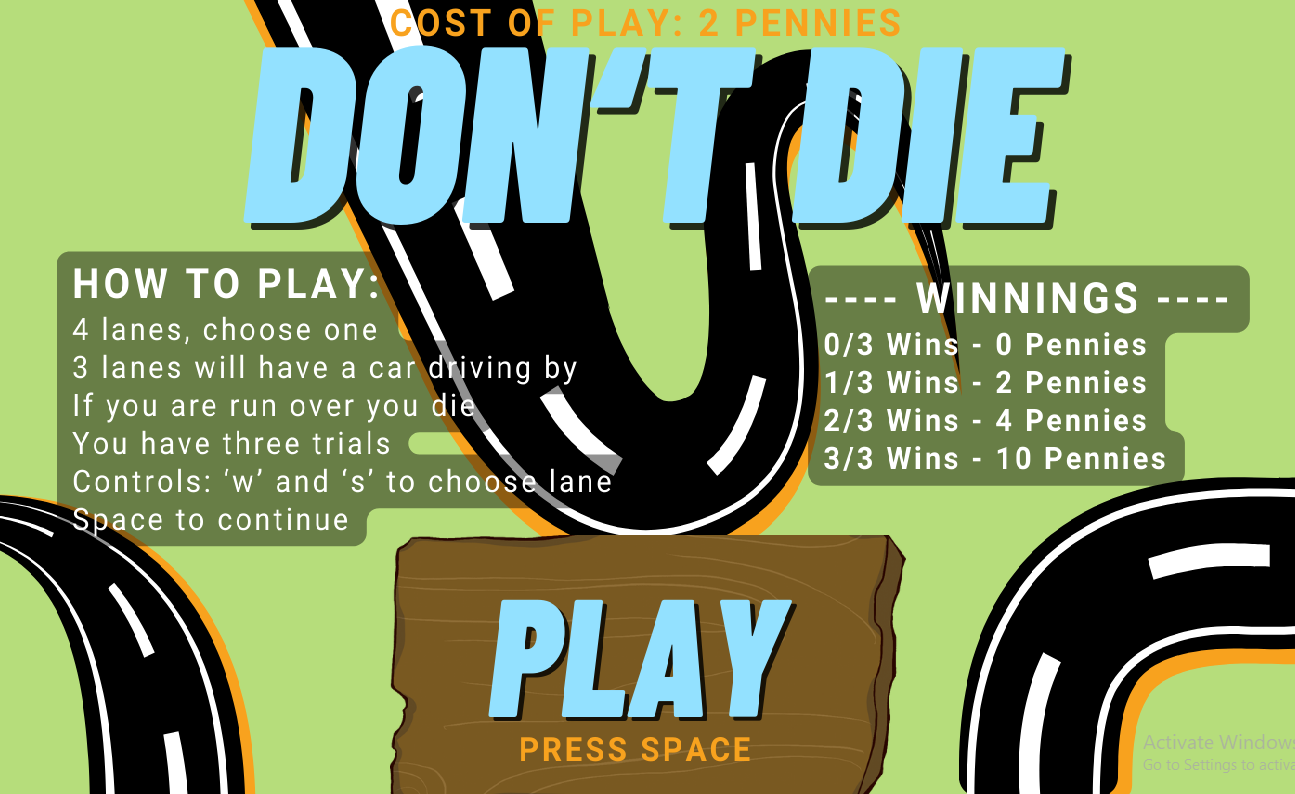 COST OF PLAY: 2 PENNIES
DON'T DIE
HOW TO PLAY:
4 lanes, choose one
3 lanes will have a car driving by
If you are run over you die
You have three trials
Controls: ‘w’ and ‘s’ to choose lane
Space to continue
---- WINNINGS ----
0/3 Wins - 0 Pennies
1/3 Wins - 2 Pennies
2/3 Wins - 4 Pennies
3/3 Wins - 10 Pennies
PLAY
PRESS SPACE
Activate Windows
Go to Settings to activa